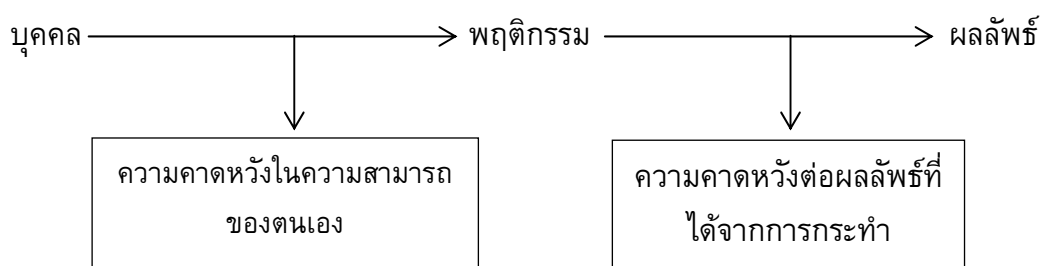 บุคคล พฤติกรรม ผลลัพธ์
ความคาดหวังในความสามารถ
ของตนเอง
ความคาดหวังต่อผลลัพธ์ที่
ได้จากการกระทำ